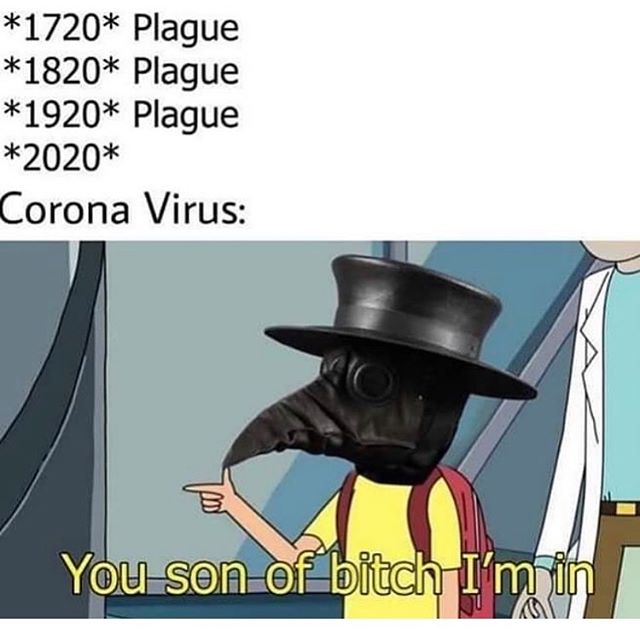 *1720* Plague
*1820* Plague
*1920* Plague
*2020*
Corona Virus:
You son of bitch I'm in